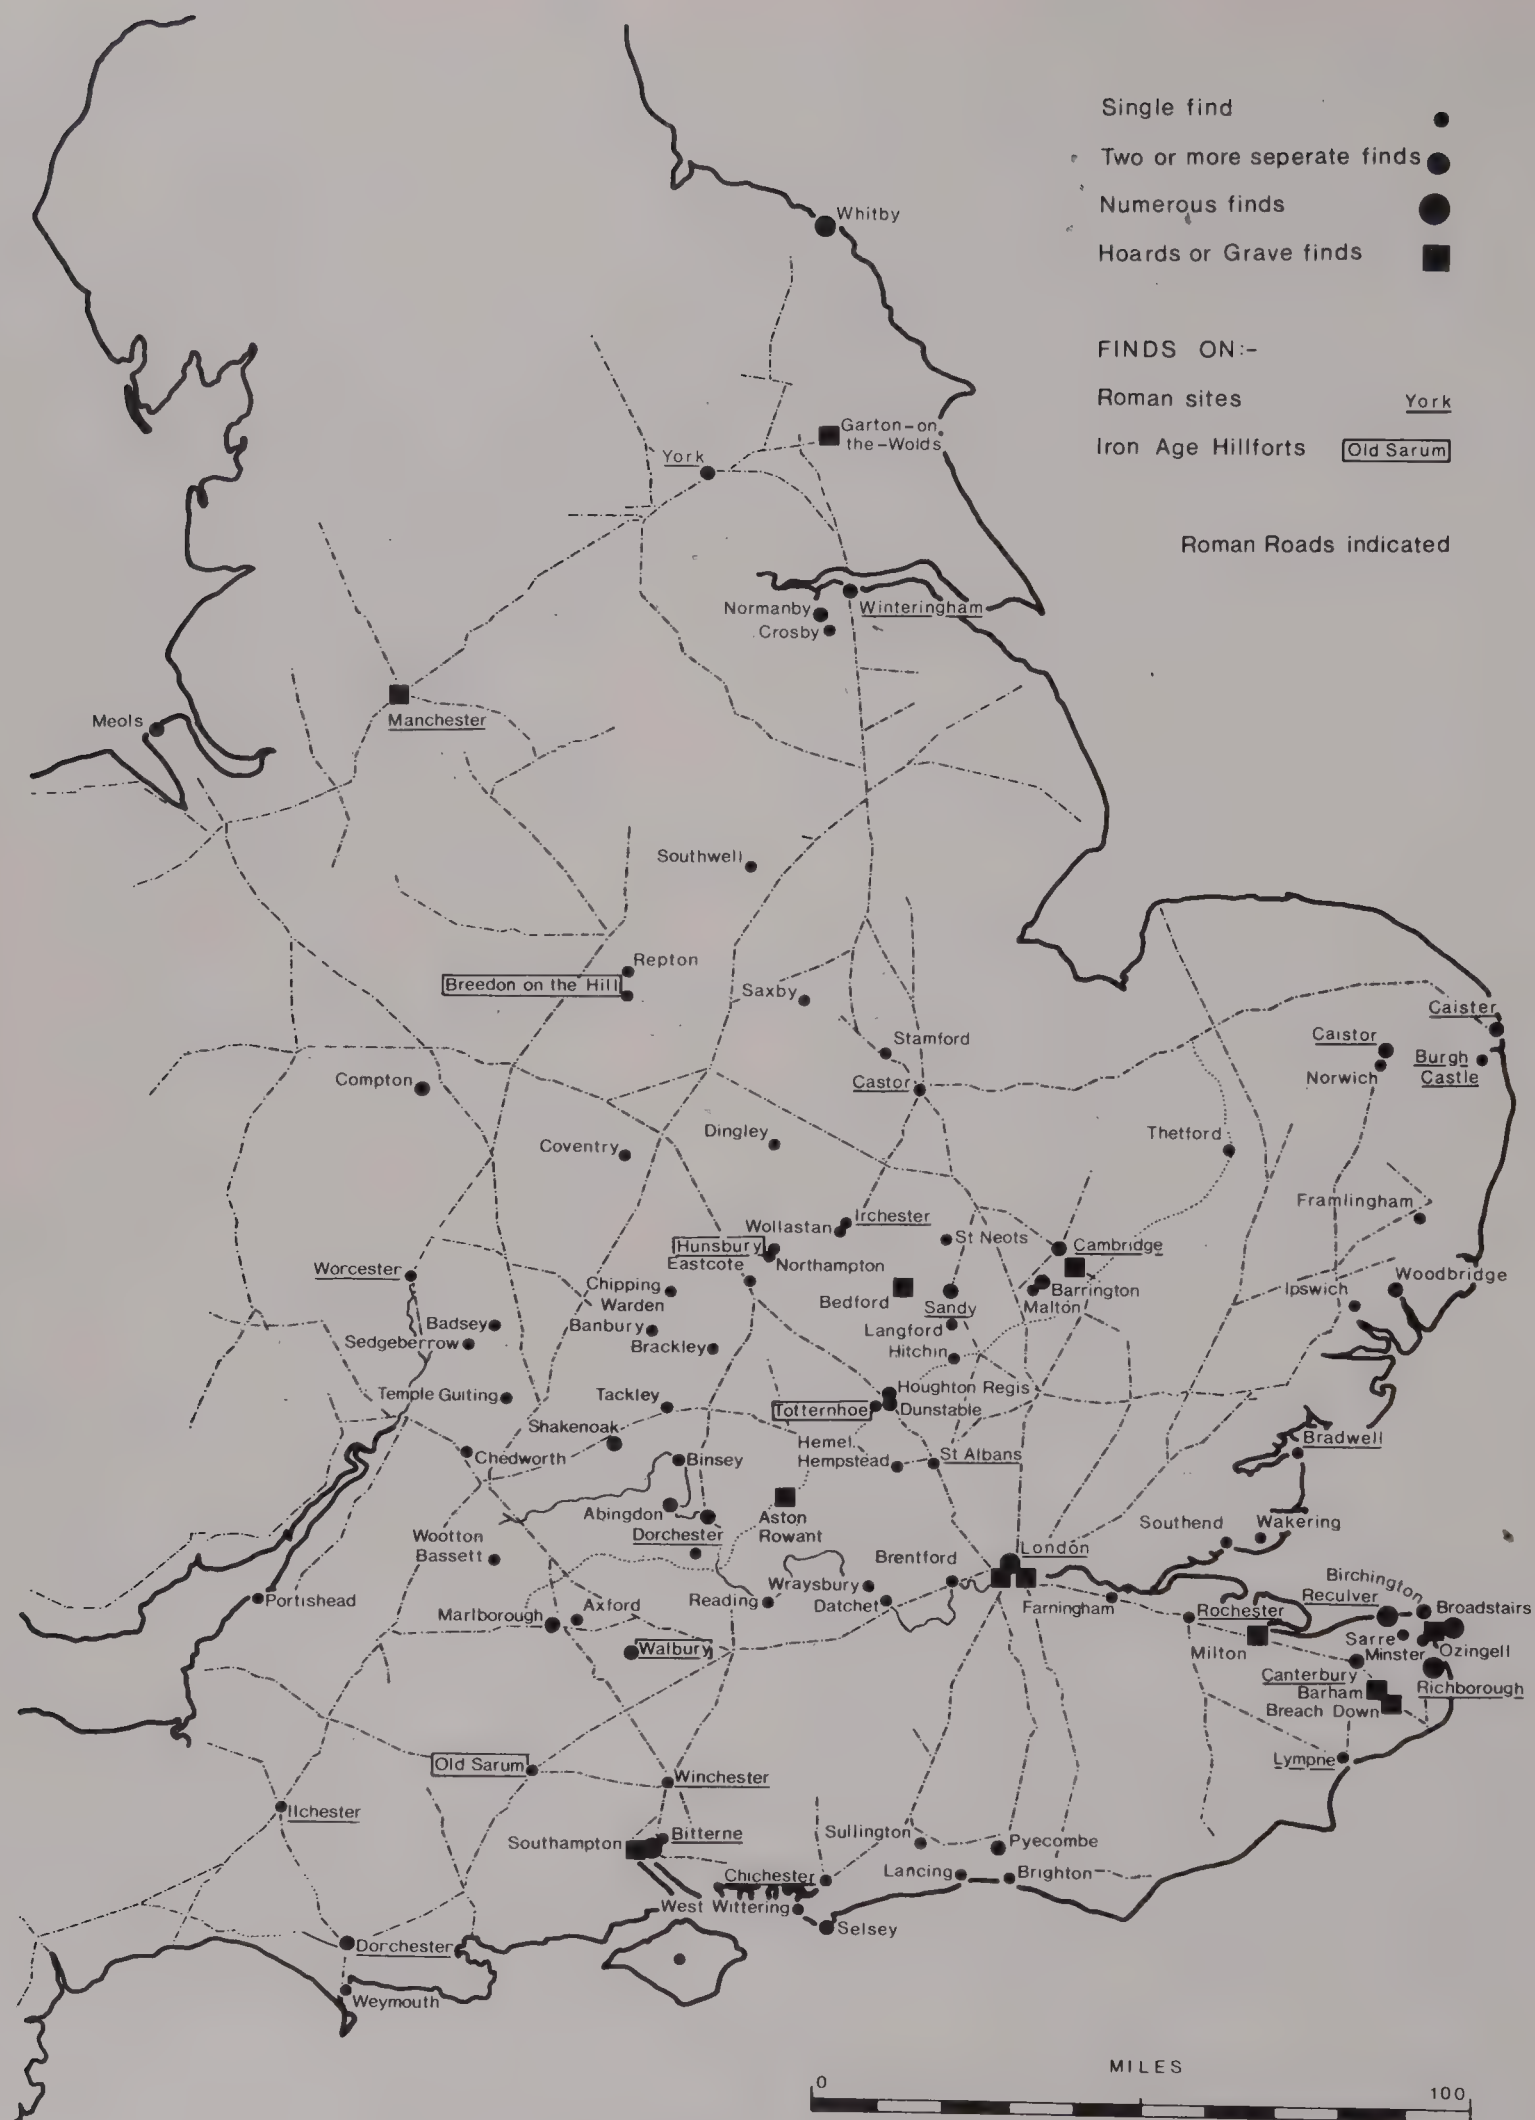 Single find
Two or more seperate finds
Numerous finds
Hoards or Grave finds
FINDS ON:-
Roman sites York
Iron Age Hillforts Old Sarum
Roman Roads indicated
Whitby
Garton-on
the-Wolds
York
Normanby
Winteringham
Crosby
Manchester
Meols
Southwell
Repton
Breedon on the Hill
Saxby
Stamford
Castor
Caister
Caistor
Norwich
Burgh
Castle
Compton
Coventry
Dingley
Thetford
Framlingham
Wollastan
Irchester
Hunsbury
Northampton
Eastcote
St Neots
Cambridge
Worcester
Chipping
Warden
Bedford
Sandy
Barrington
Malton
Ipswich
Woodbridge
Badsey
Sedgeberrow
Banbury
Brackley
Langford
Hitchin
Temple Guiting
Tackley
Houghton Regis
Totternhoe
Dunstable
Shakenoak
Chedworth
Binsey
Hemel
Hempstead
St Albans
Bradwell
Abingdon
Dorchester
Aston
Rowant
Wootton
Bassett
Southend
Wakering
Brentford
London
Portishead
Marlborough
Axford
Reading
Wraysbury
Datchet
Farningham
Rochester
Birchington
Reculver
Broadstairs
Walbury
Milton
Sarre
Minster
Ozingell
Canterbury
Barham
Breach Down
Richborough
Lympne
Old Sarum
Winchester
Ilchester
Southampton
Bitterne
Sullington
Pyecombe
Chichester
Lancing
Brighton
West Wittering
Selsey
Dorchester
Weymouth
MILES
0 100